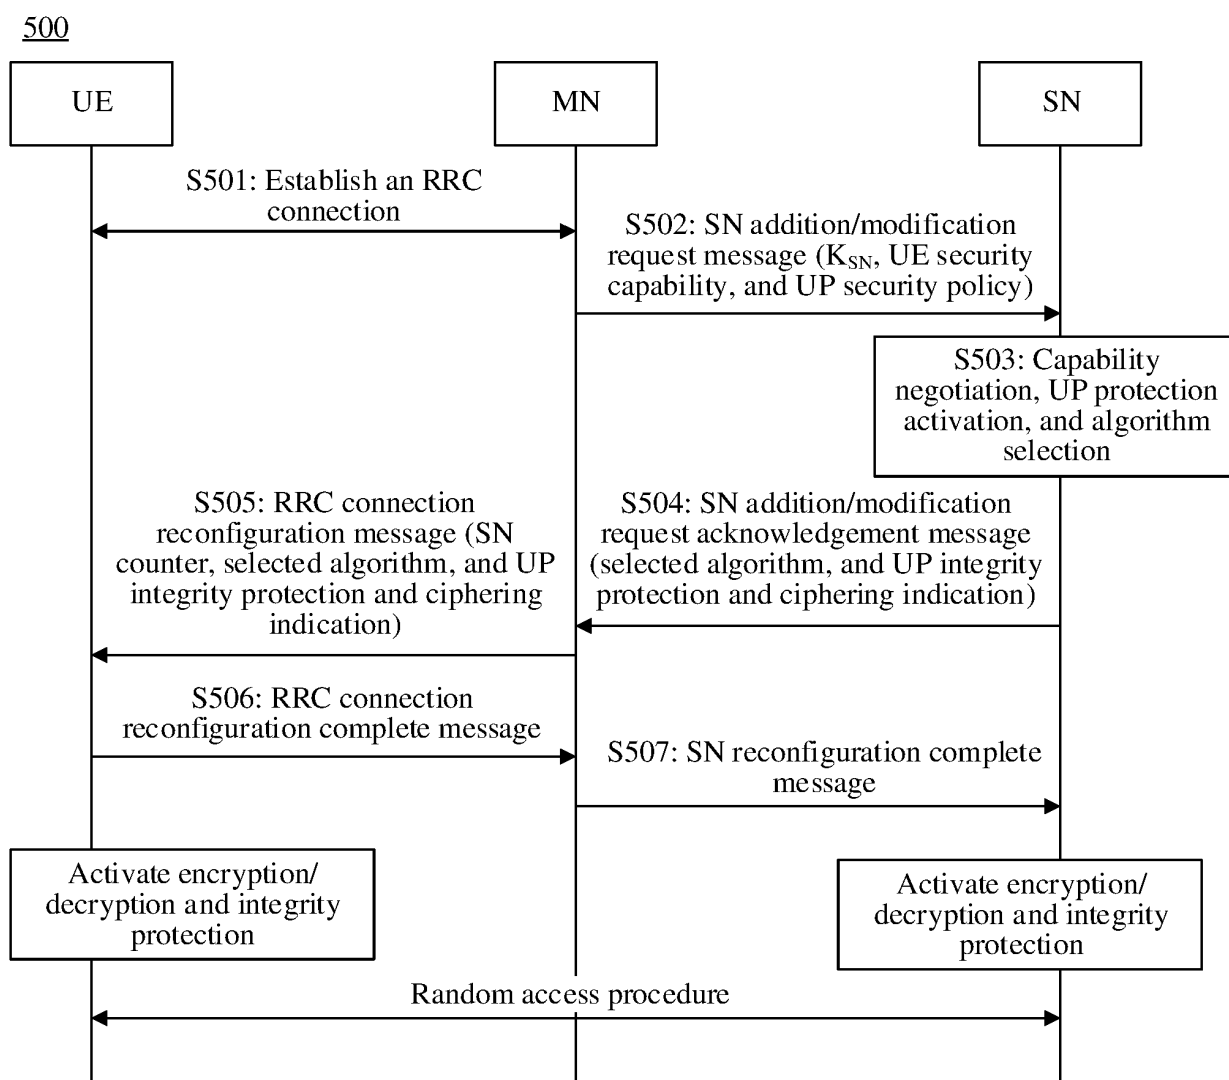 500
UE
MN
SN
S501: Establish an RRC
connection
S502: SN addition/modification
request message (K_SN, UE security
capability, and UP security policy)
S503: Capability
negotiation, UP protection
activation, and algorithm
selection
S504: SN addition/modification
request acknowledgement message
(selected algorithm, and UP integrity
protection and ciphering indication)
S505: RRC connection
reconfiguration message (SN
counter, selected algorithm, and UP
integrity protection and ciphering
indication)
S506: RRC connection
reconfiguration complete message
S507: SN reconfiguration complete
message
Activate encryption/
decryption and integrity
protection
Activate encryption/
decryption and integrity
protection
Random access procedure